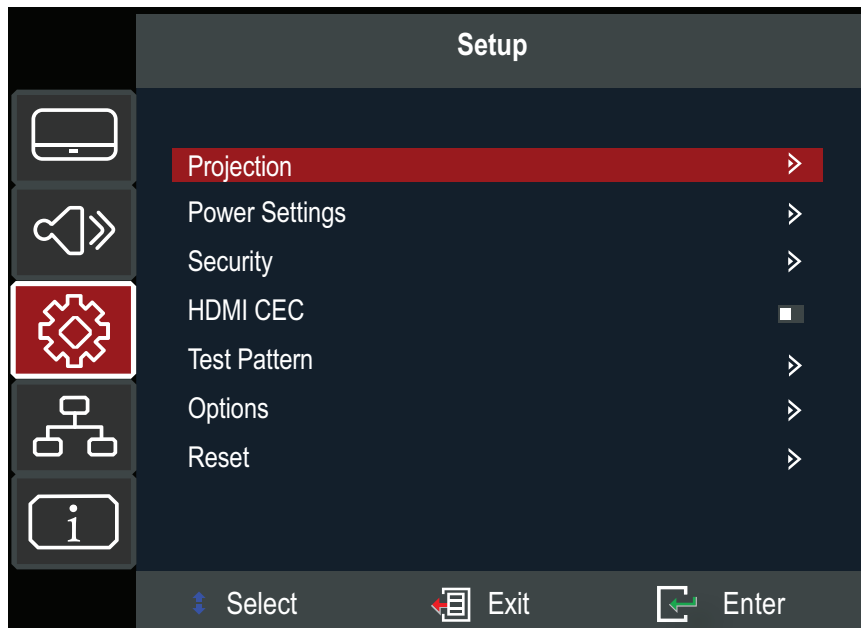 Setup
Projection
Power Settings
Security
HDMI CEC
Test Pattern
Options
Reset
i
Select Exit Enter